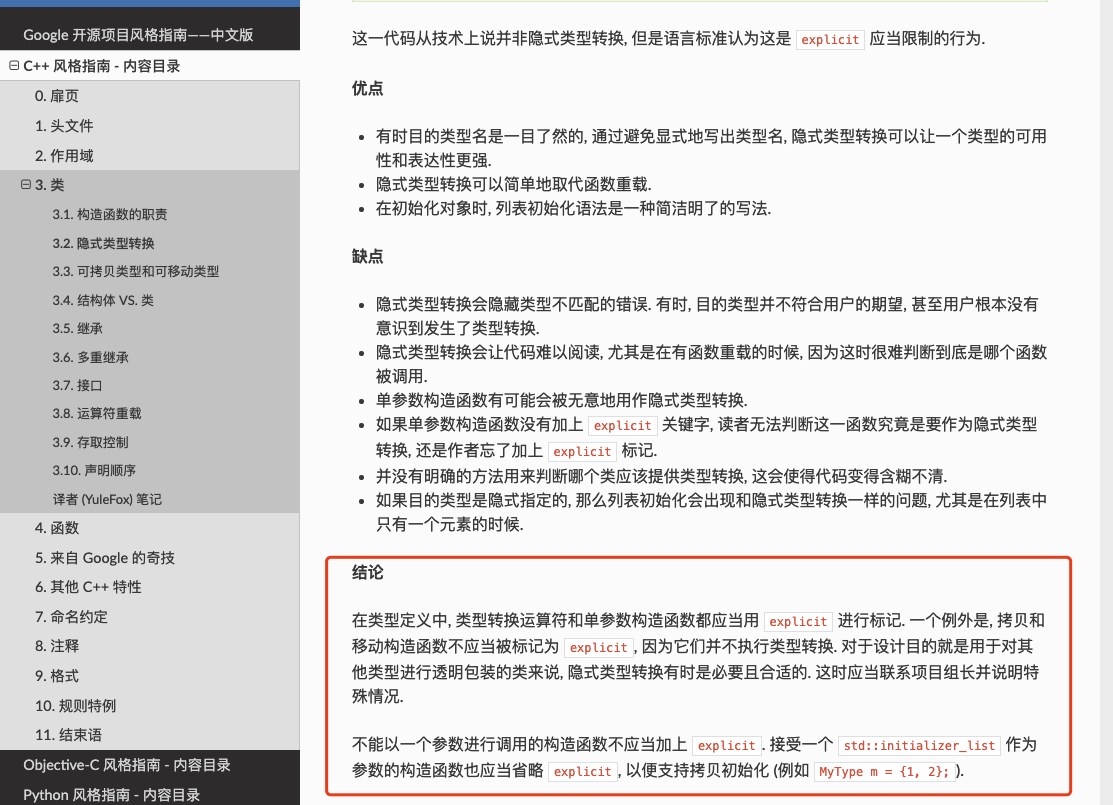 Google 开源项目风格指南——中文版
C++ 风格指南 - 内容目录
0. 扉页
1. 头文件
2. 作用域
3. 类
3.1. 构造函数的职责
3.2. 隐式类型转换
3.3. 可拷贝类型和可移动类型
3.4. 结构体 VS. 类
3.5. 继承
3.6. 多重继承
3.7. 接口
3.8. 运算符重载
3.9. 存取控制
3.10. 声明顺序
译者 (YuleFox) 笔记
4. 函数
5. 来自 Google 的奇技
6. 其他 C++ 特性
7. 命名约定
8. 注释
9. 格式
10. 规则特例
11. 结束语
Objective-C 风格指南 - 内容目录
Python 风格指南 - 内容目录
这一代码从技术上说并非隐式类型转换, 但是语言标准认为这是 explicit 应当限制的行为.
优点
有时目的类型名是一目了然的, 通过避免显式地写出类型名, 隐式类型转换可以让一个类型的可用
性和表达性更强.
隐式类型转换可以简单地取代函数重载.
在初始化对象时, 列表初始化语法是一种简洁明了的写法.
缺点
隐式类型转换会隐藏类型不匹配的错误. 有时, 目的类型并不符合用户的期望, 甚至用户根本没有
意识到发生了类型转换.
隐式类型转换会让代码难以阅读, 尤其是在有函数重载的时候, 因为这时很难判断到底是哪个函数
被调用.
单参数构造函数有可能会被无意地用作隐式类型转换.
如果单参数构造函数没有加上 explicit 关键字, 读者无法判断这一函数究竟是要作为隐式类型
转换, 还是作者忘了加上 explicit 标记.
并没有明确的方法用来判断哪个类应该提供类型转换, 这会使得代码变得含糊不清.
如果目的类型是隐式指定的, 那么列表初始化会出现和隐式类型转换一样的问题, 尤其是在列表中
只有一个元素的时候.
结论
在类型定义中, 类型转换运算符和单参数构造函数都应当用 explicit 进行标记. 一个例外是, 拷贝和
移动构造函数不应当被标记为 explicit, 因为它们并不执行类型转换. 对于设计目的就是用于对其
他类型进行透明包装的类来说, 隐式类型转换有时是必要且合适的. 这时应当联系项目组长并说明特
殊情况.
不能以一个参数进行调用的构造函数不应当加上 explicit. 接受一个 std::initializer_list 作为
参数的构造函数也应当省略 explicit, 以便支持拷贝初始化 (例如 MyType m = {1, 2};).